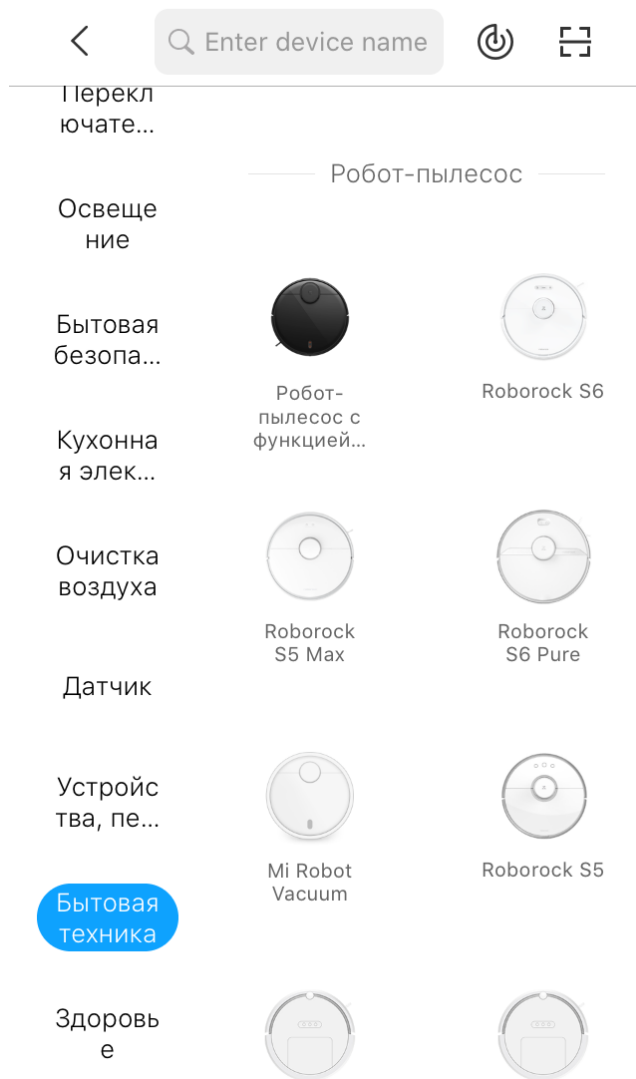 Enter device name
Перекл
ючате...
Освеще
ние
Бытовая
безопа...
Кухонна
я элек...
Очистка
воздуха
Датчик
Устройс
тва, пе...
Бытовая
техника
Здоровь
е
Робот-пылесос
Робот-
пылесос с
функцией...
Roborock S6
Roborock
S5 Max
Roborock
S6 Pure
Mi Robot
Vacuum
Roborock S5